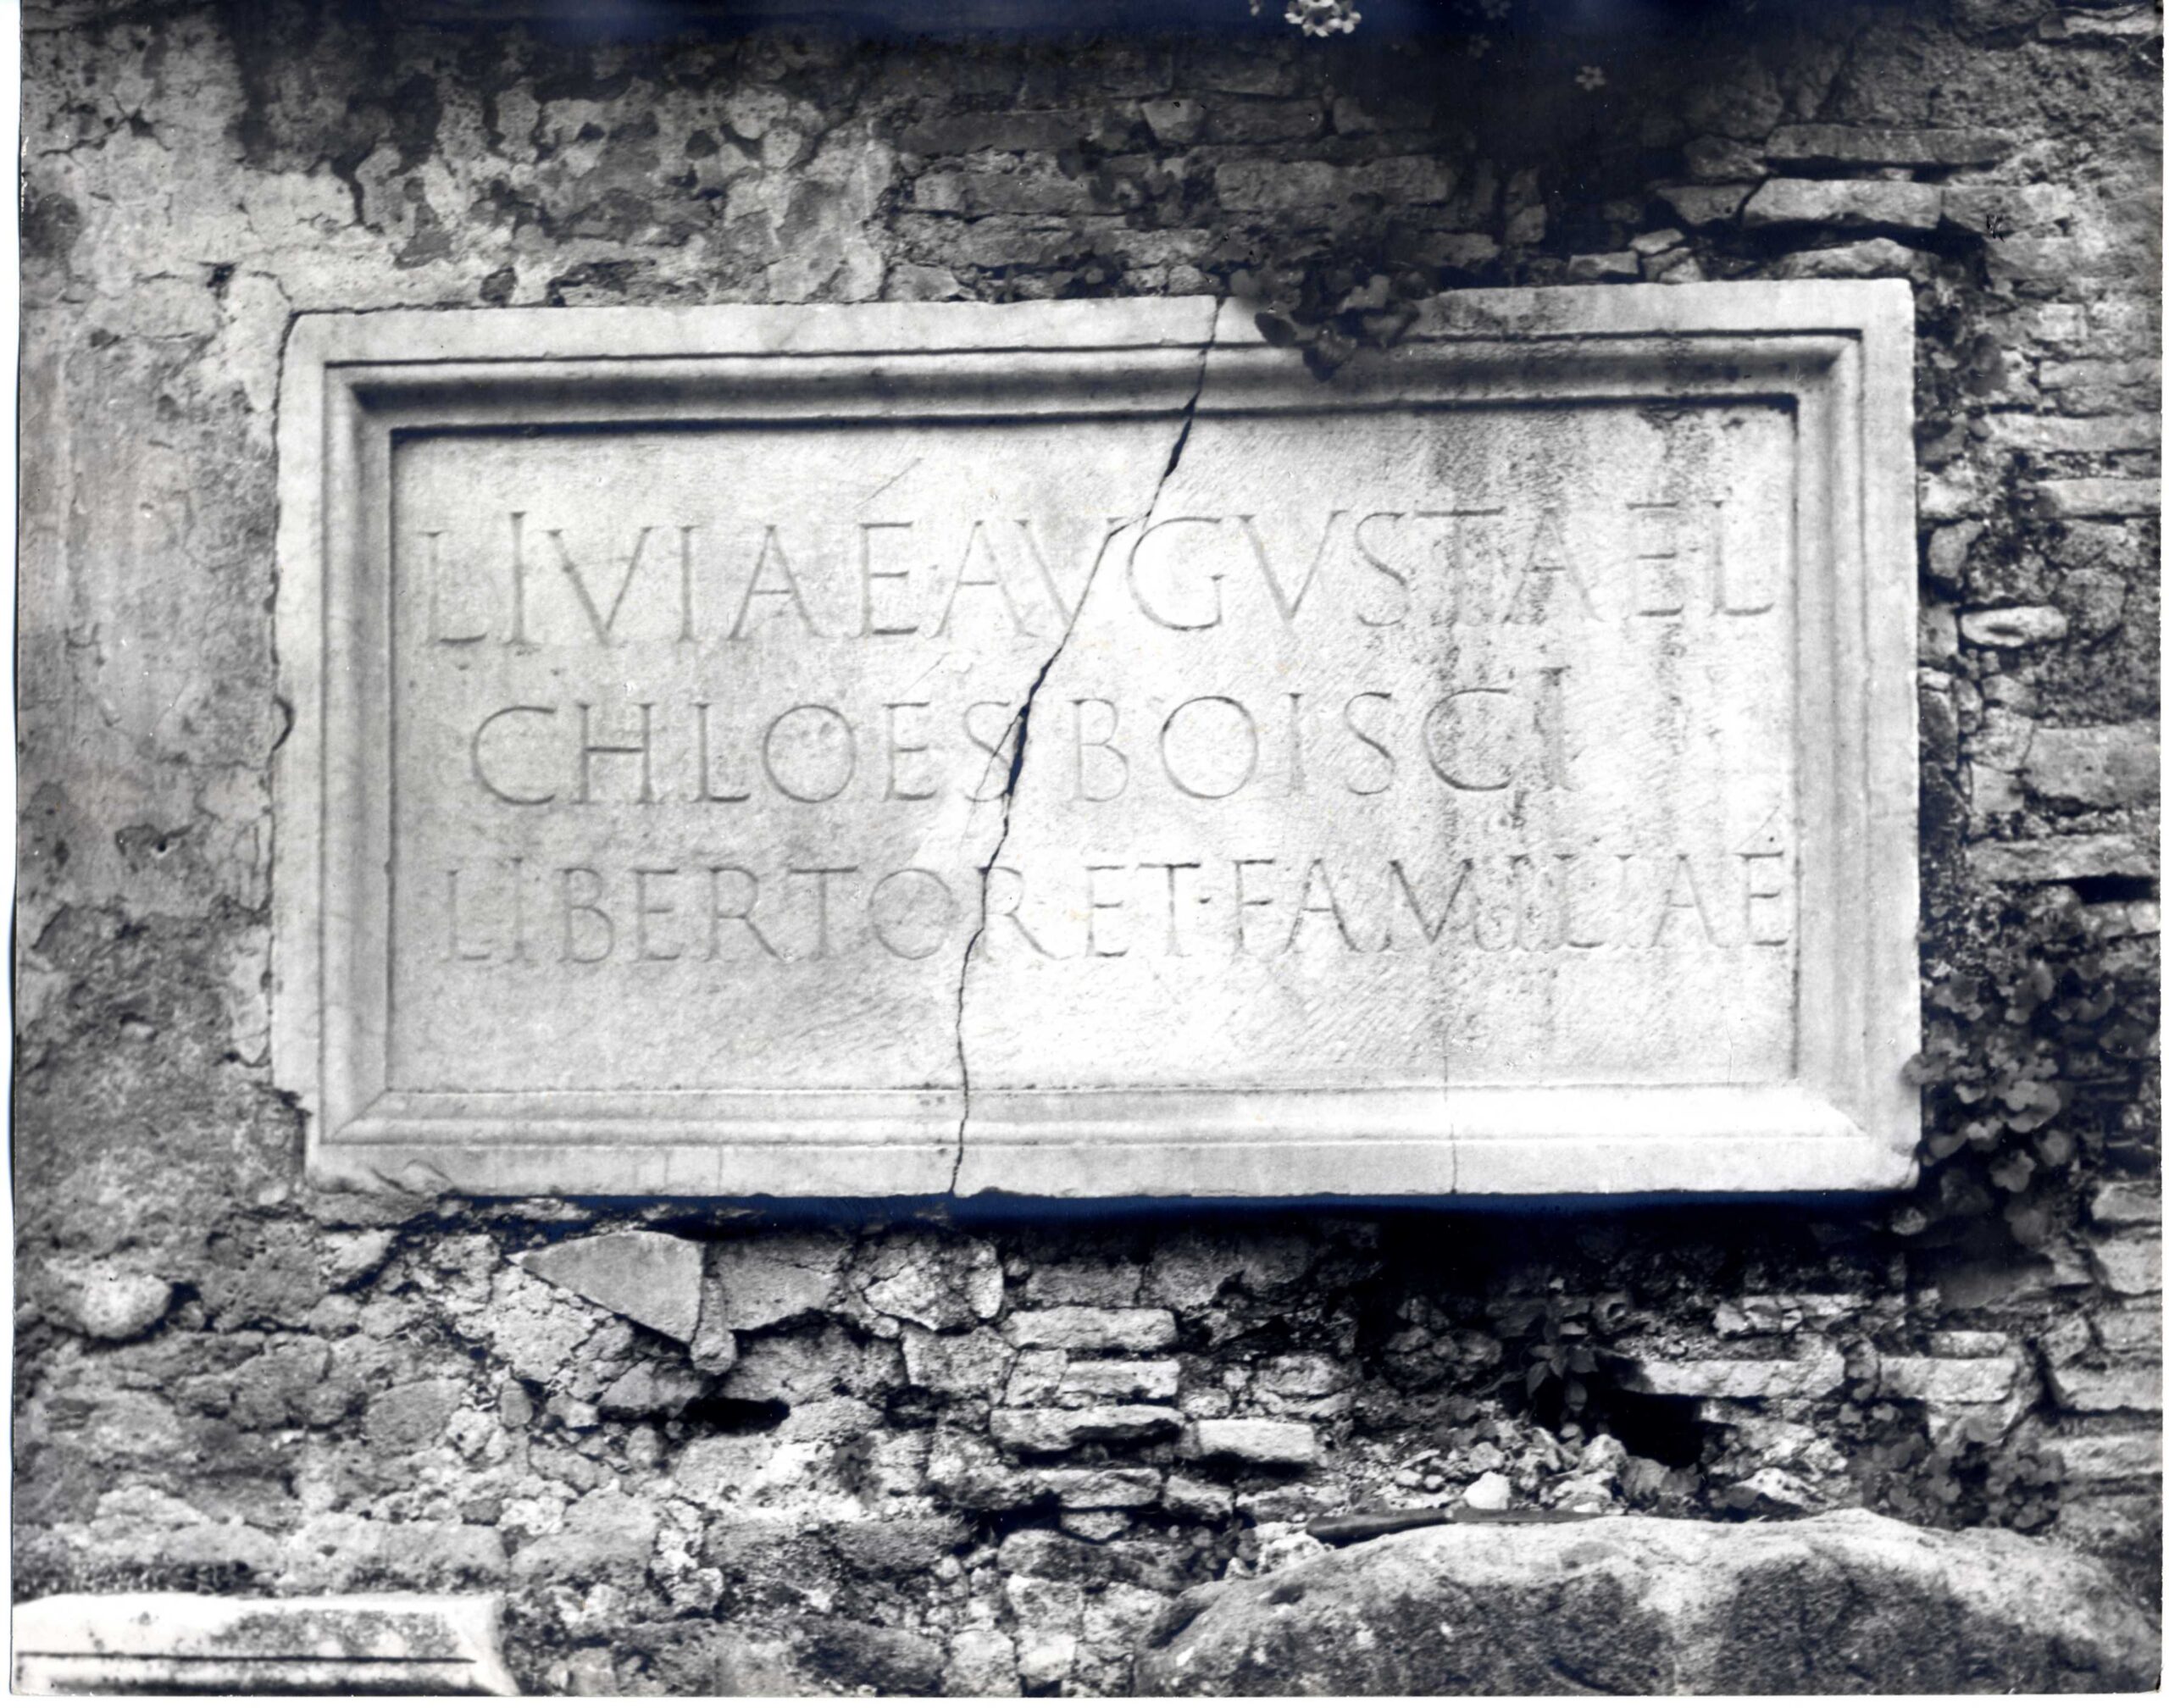 LIVIAE AVGVSTAE L
CHLOES BOISCI
LIBERTOR ET FAMILIAE